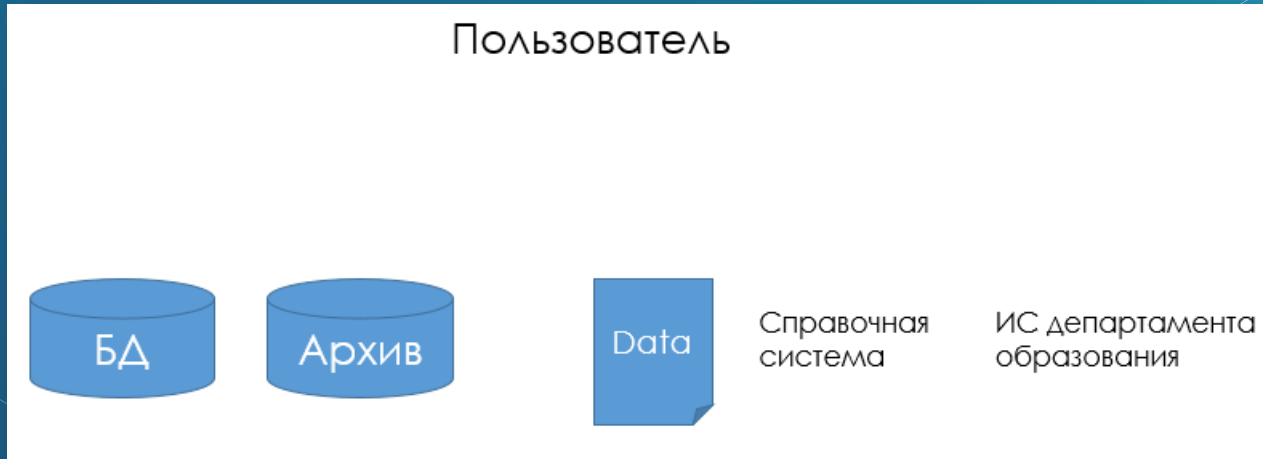 Пользователь
БД
Архив
Data
Справочная
система
ИС департамента
образования